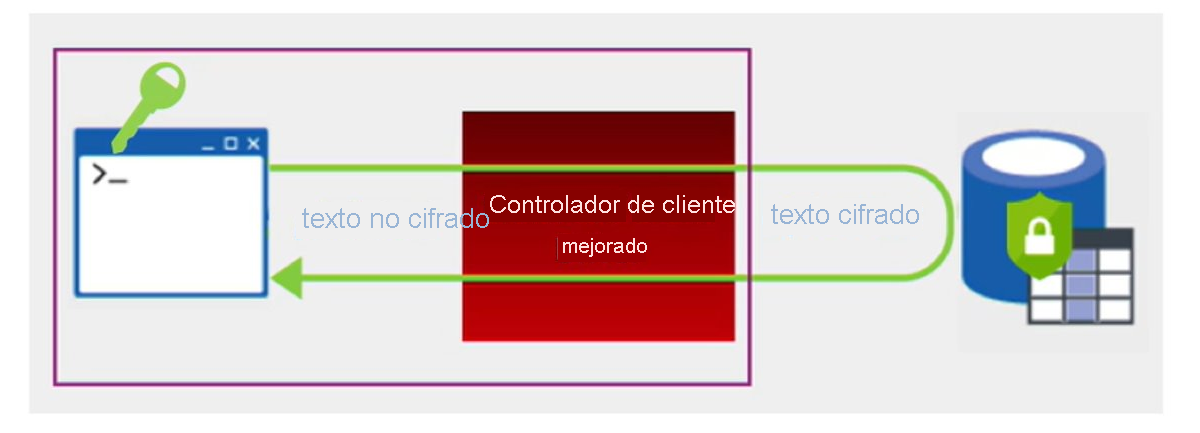 >_
texto no cifrado
Controlador de cliente
mejorado
texto cifrado